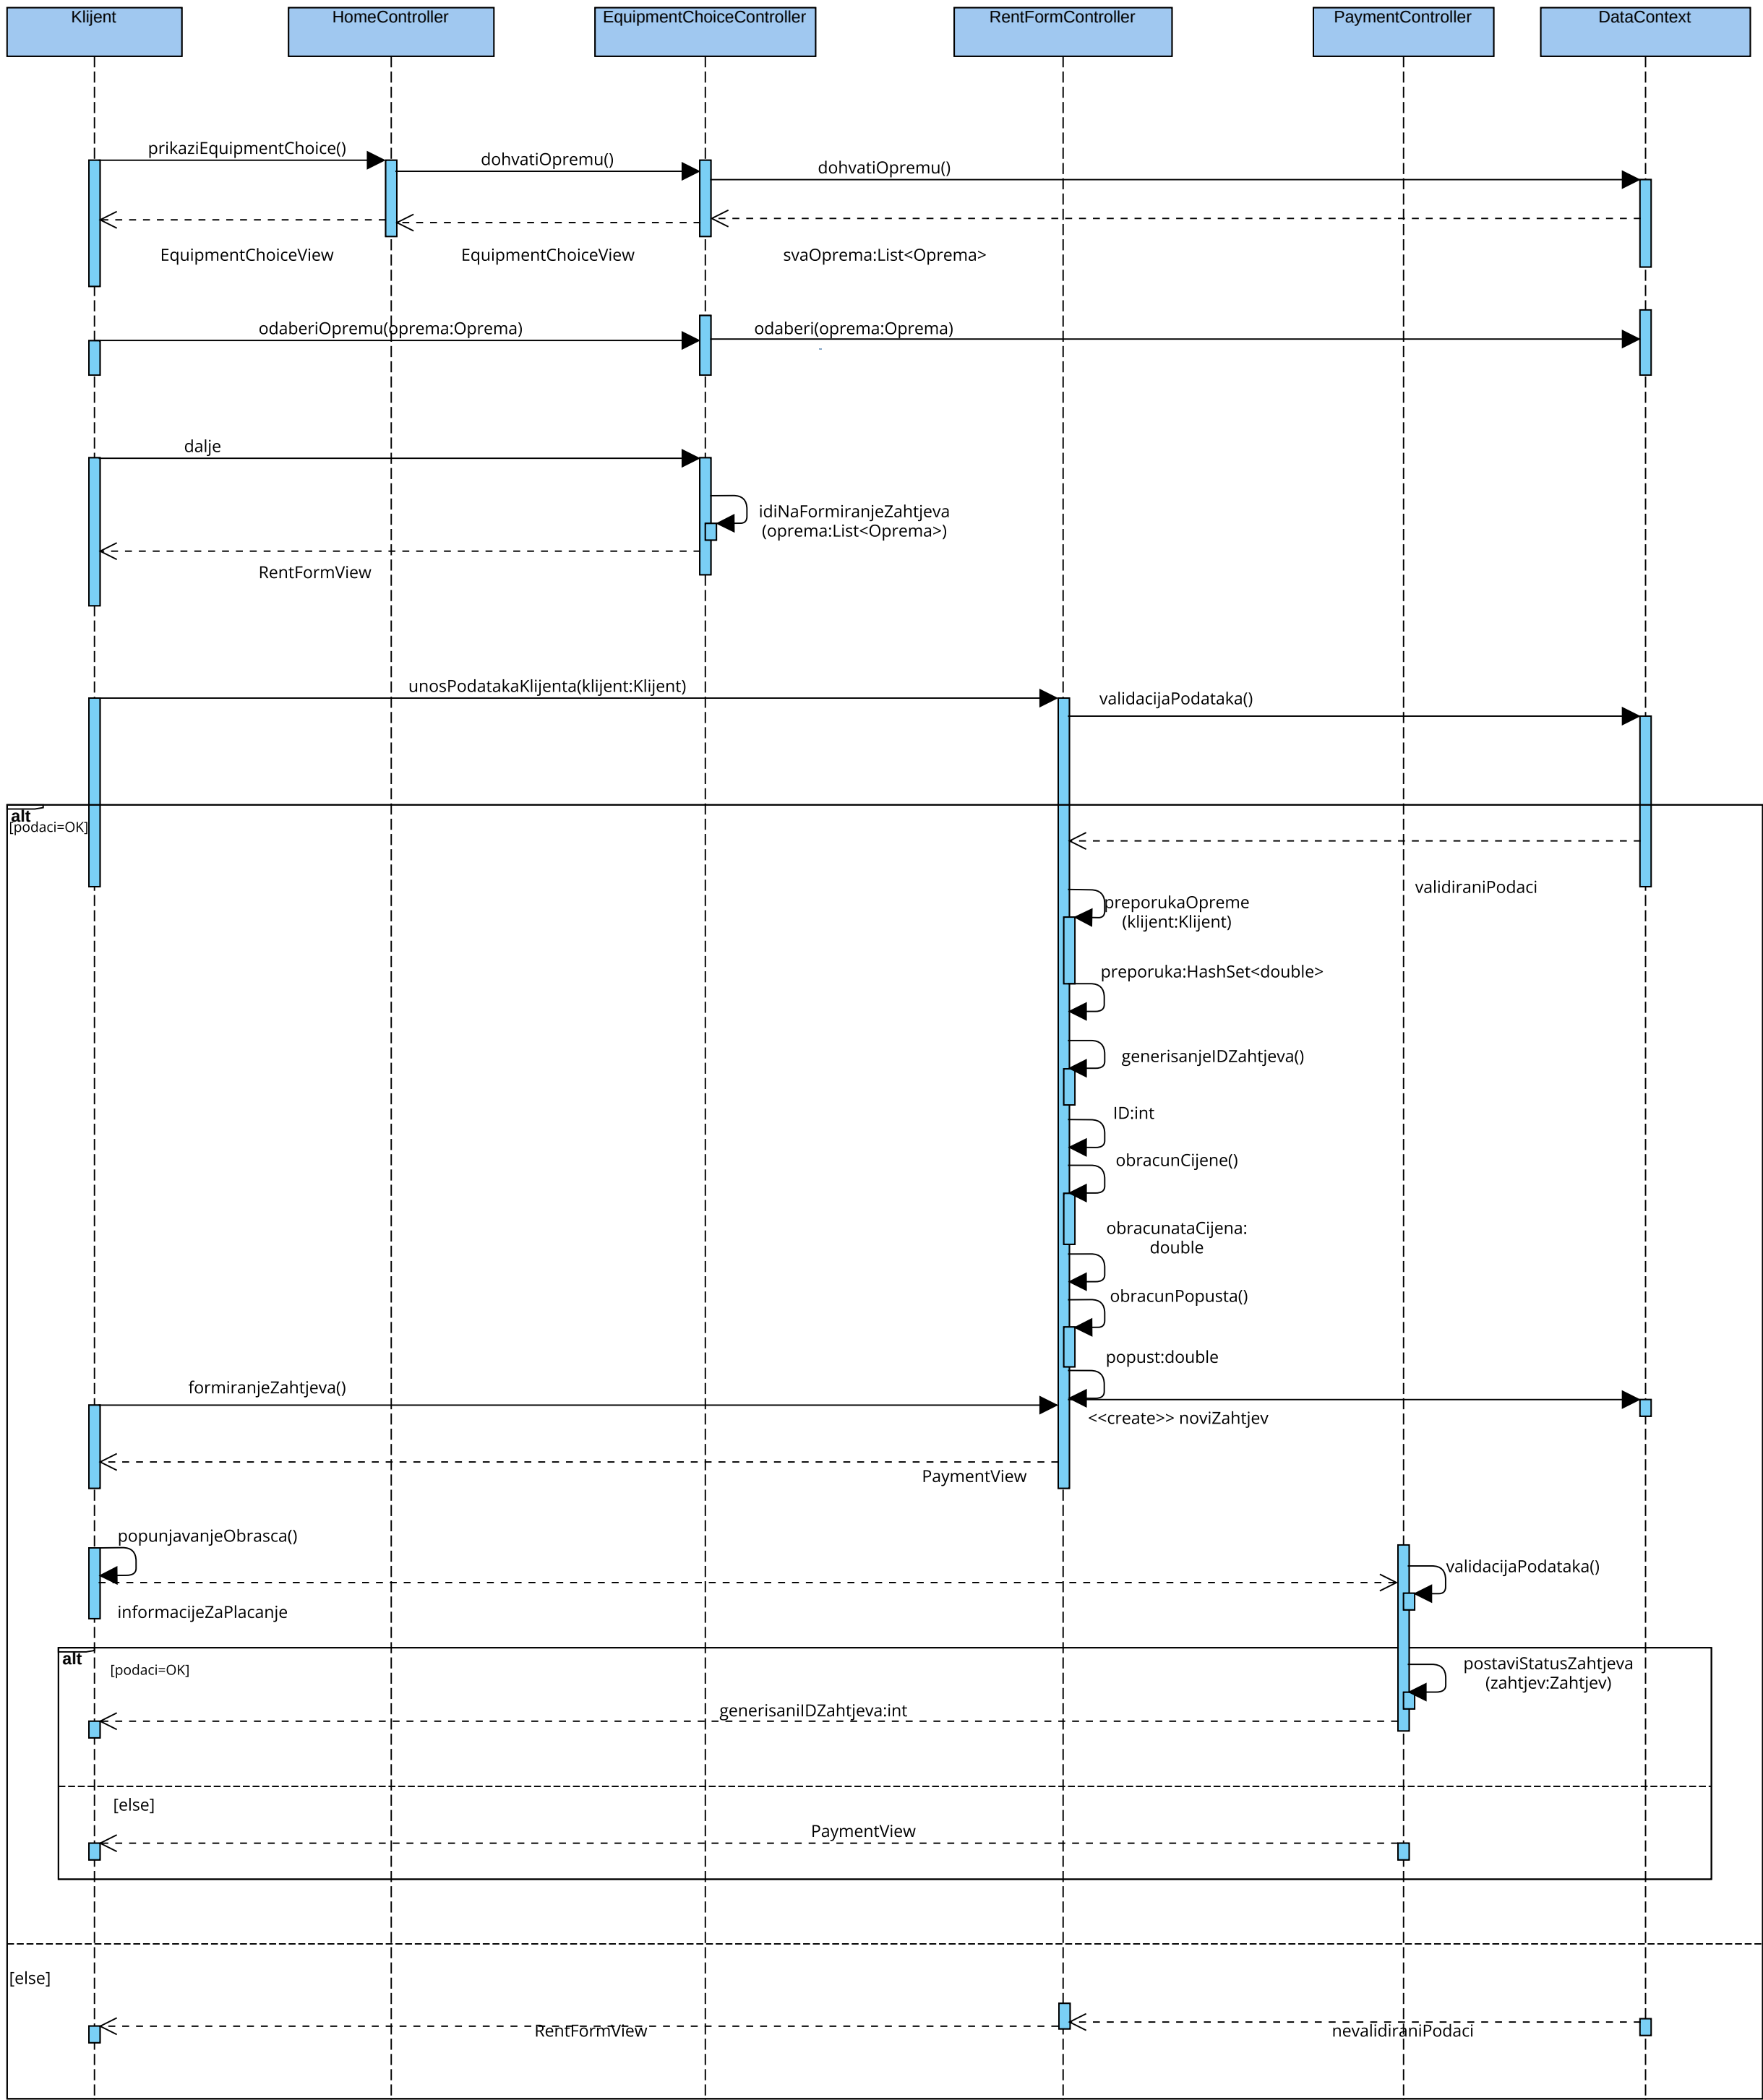 Klijent
HomeController
EquipmentChoiceController
RentFormController
PaymentController
DataContext
prikaziEquipmentChoice()
dohvatiOpremu()
dohvatiOpremu()
EquipmentChoiceView
EquipmentChoiceView
svaOprema:List<Oprema>
odaberiOpremu(oprema:Oprema)
odaberi(oprema:Oprema)
dalje
idiNaFormiranjeZahtjeva
(oprema:List<Oprema>)
RentFormView
unosPodatakaKlijenta(klijent:Klijent)
validacijaPodataka()
alt
[podaci=OK]
validiraniPodaci
preporukaOpreme
(klijent:Klijent)
preporuka:HashSet<double>
generisanjeIDZahtjeva()
ID:int
obracunCijene()
obracunataCijena:
double
obracunPopusta()
popust:double
formiranjeZahtjeva()
<<create>> noviZahtjev
PaymentView
popunjavanjeObrasca()
validacijaPodataka()
informacijeZaPlacanje
alt
[podaci=OK]
postaviStatusZahtjeva
(zahtjev:Zahtjev)
generisaniIDZahtjeva:int
[else]
PaymentView
[else]
RentFormView
nevalidiraniPodaci